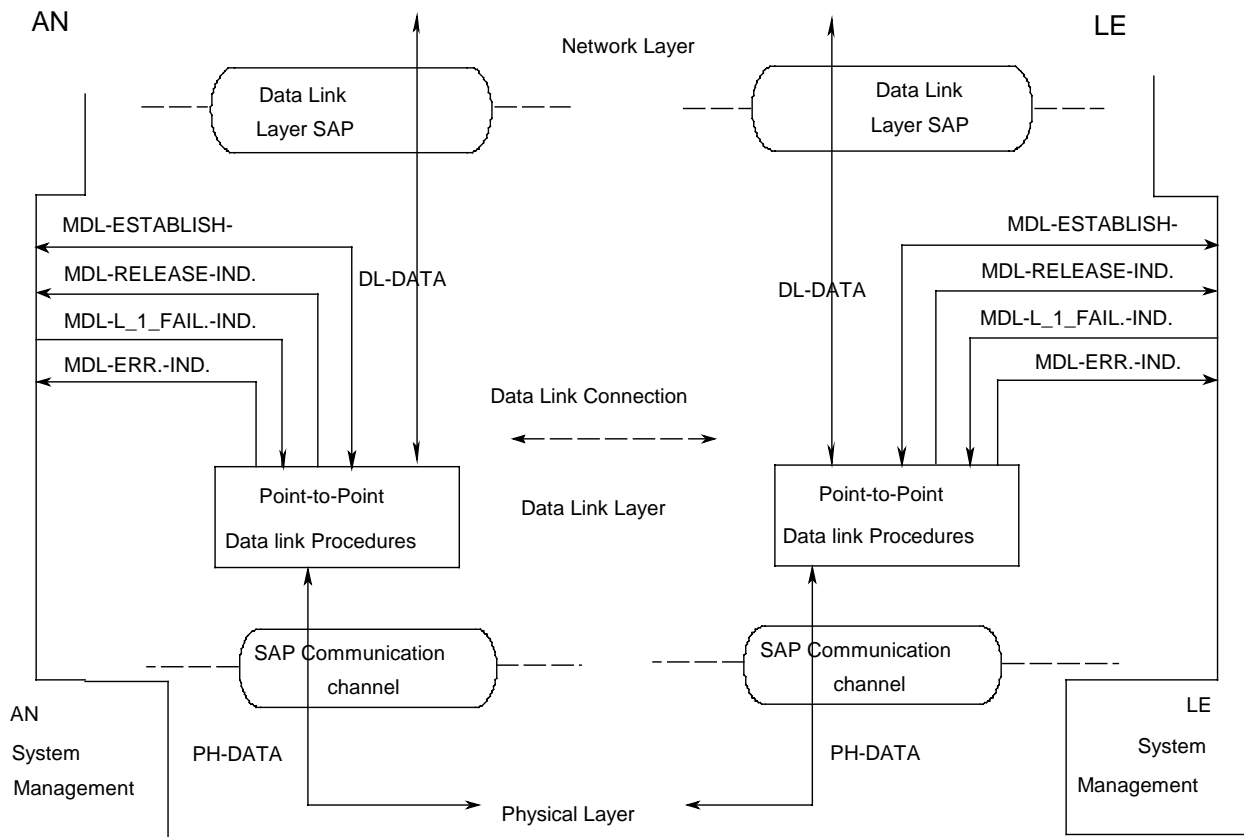 AN
LE
Network Layer
Data Link
Layer SAP
Data Link
Layer SAP
MDL-ESTABLISH-
MDL-RELEASE-IND.
DL-DATA
MDL-L_1_FAIL.-IND.
MDL-ERR.-IND.
MDL-ESTABLISH-
MDL-RELEASE-IND.
DL-DATA
MDL-L_1_FAIL.-IND.
MDL-ERR.-IND.
Data Link Connection
Point-to-Point
Data link Procedures
Data Link Layer
Point-to-Point
Data link Procedures
SAP Communication
channel
SAP Communication
channel
AN
System
Management
PH-DATA
Physical Layer
PH-DATA
LE
System
Management